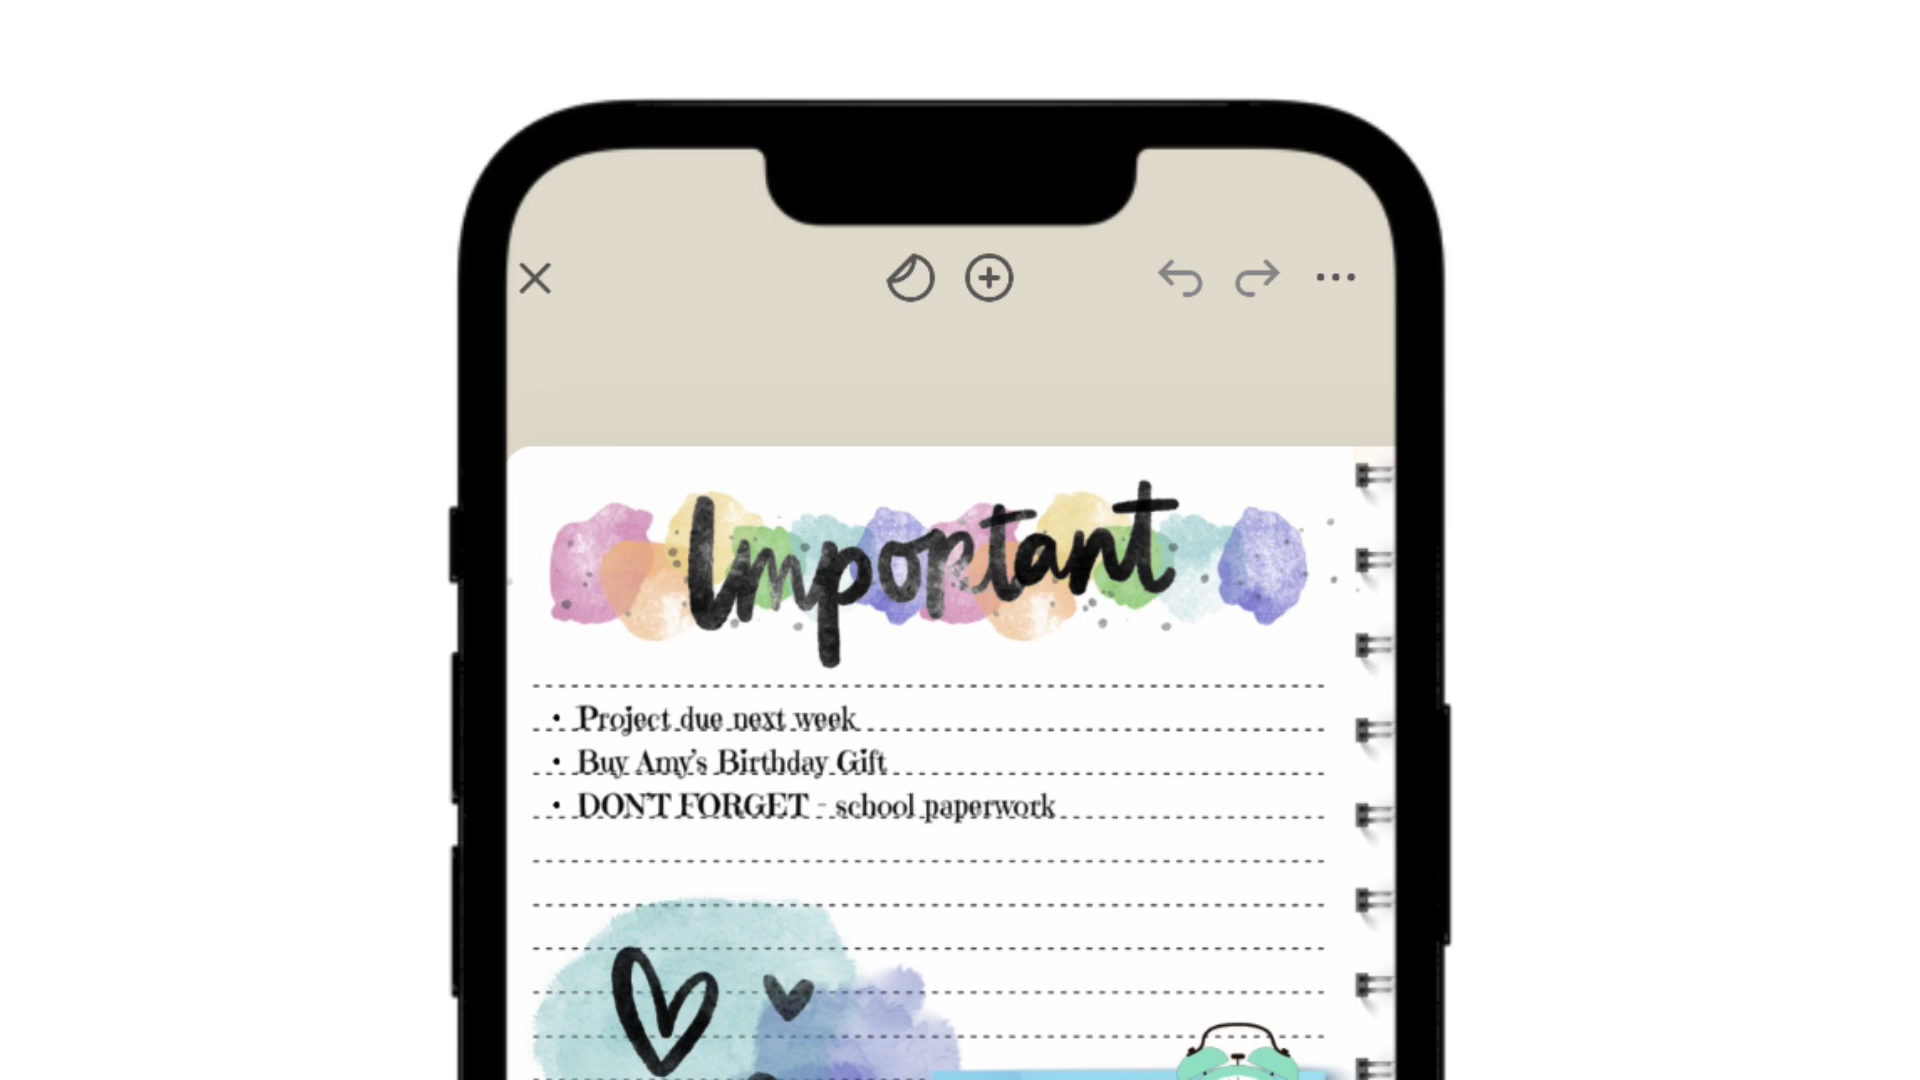 Important
• Project due next week
• Buy Amy's Birthday Gift
• DON'T FORGET - school paperwork